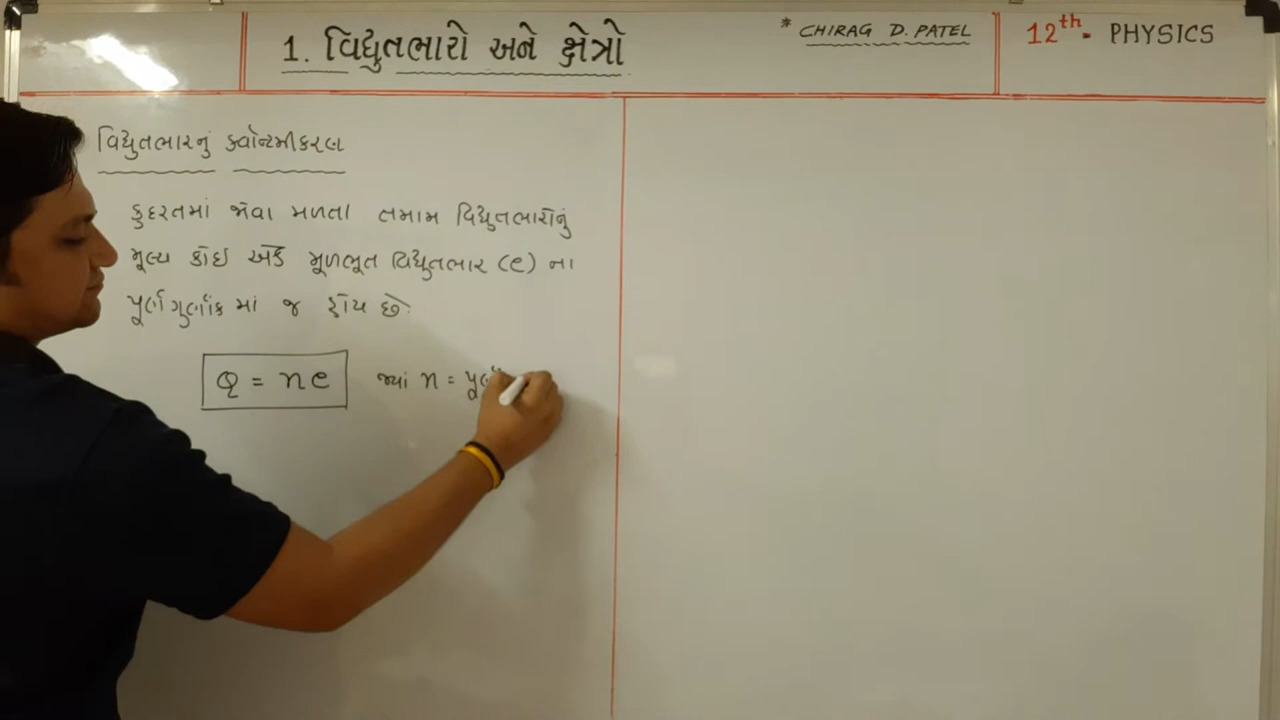 1. વિદ્યુતભારો અને ક્ષેત્રો
* CHIRAG D. PATEL
12th - PHYSICS
વિદ્યુતભારનું ક્વોન્ટમીકરણ
કુદરતમાં જોવા મળતા તમામ વિદ્યુતભારોનું
મૂલ્ય કોઇ એક મૂળભૂત વિદ્યુતભાર (e) ના
પૂર્ણ ગુણાંક માં જ હોય છે.
Q = ne જ્યાં n =